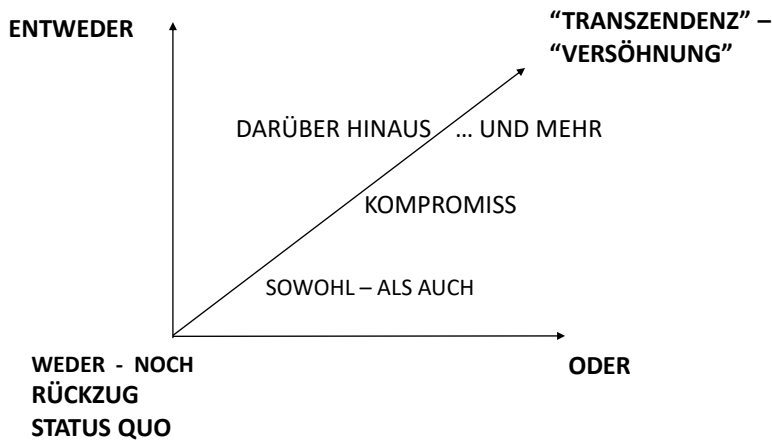 ENTWEDER
“TRANSZENDENZ” –
“VERSÖHNUNG”
DARÜBER HINAUS ... UND MEHR
KOMPROMISS
SOWOHL – ALS AUCH
WEDER - NOCH
RÜCKZUG
STATUS QUO
ODER